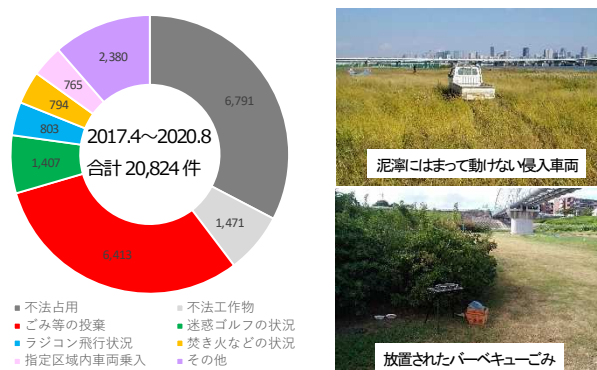 2,380
765
794
803
1,407
6,413
1,471
6,791
2017.4～2020.8
合計 20,824 件
■ 不法占用
■ 不法工作物
■ ごみ等の投棄
■ 迷惑ゴルフの状況
■ ラジコン飛行状況
■ 焚き火などの状況
■ 指定区域内車両乗入
■ その他
泥濘にはまって動けない侵入車両
放置されたバーベキューごみ